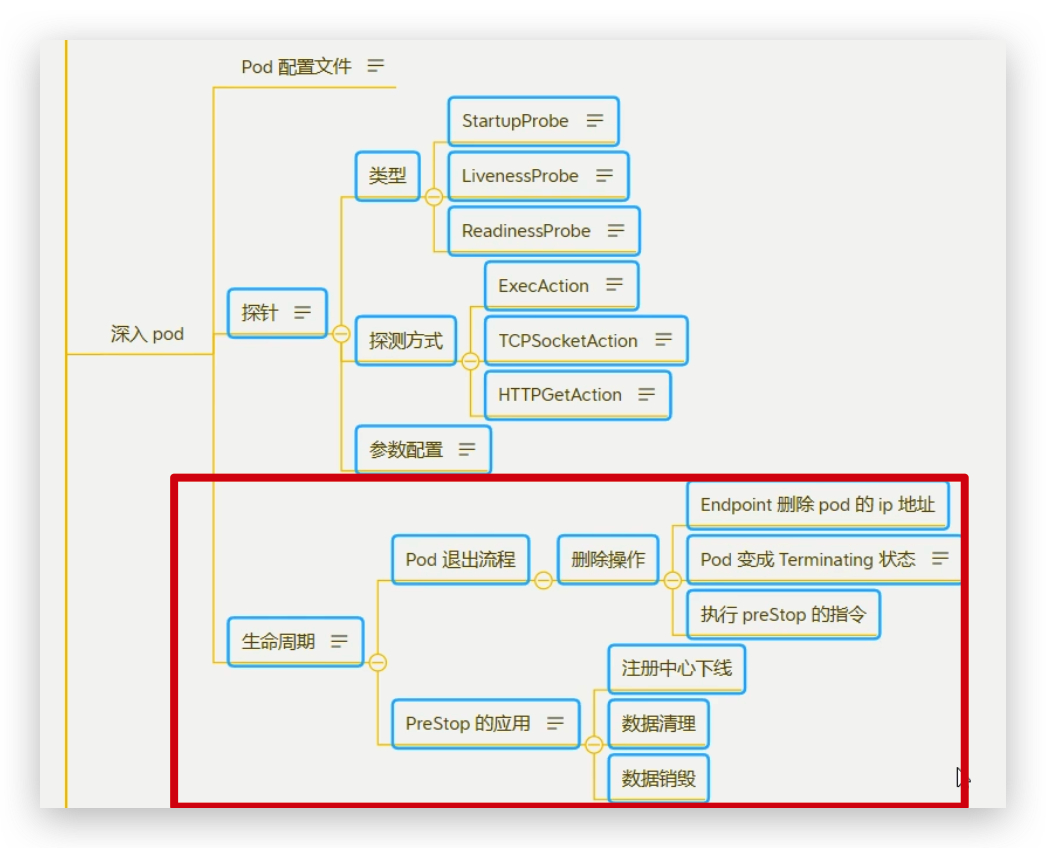 Pod 配置文件
StartupProbe
类型
LivenessProbe
ReadinessProbe
ExecAction
探针
深入 pod
探测方式
TCPSocketAction
HTTPGetAction
参数配置
Endpoint 删除 pod 的 ip 地址
Pod 退出流程
删除操作
Pod 变成 Terminating 状态
执行 preStop 的指令
生命周期
注册中心下线
PreStop 的应用
数据清理
数据销毁